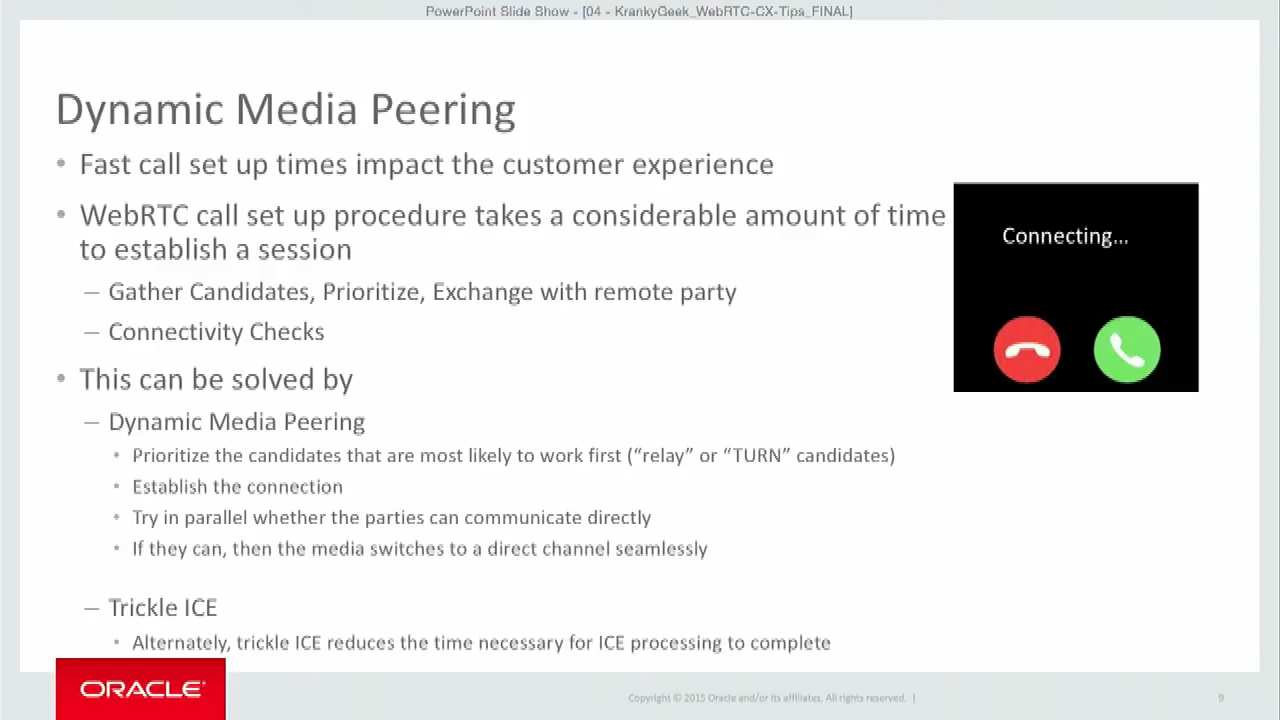 PowerPoint Slide Show - [04 - KrankyGeek_WebRTC-CX-Tips_FINAL]
Dynamic Media Peering
• Fast call set up times impact the customer experience
• WebRTC call set up procedure takes a considerable amount of time
to establish a session
– Gather Candidates, Prioritize, Exchange with remote party
– Connectivity Checks
Connecting...
• This can be solved by
– Dynamic Media Peering
• Prioritize the candidates that are most likely to work first (“relay” or “TURN” candidates)
• Establish the connection
• Try in parallel whether the parties can communicate directly
• If they can, then the media switches to a direct channel seamlessly
– Trickle ICE
• Alternately, trickle ICE reduces the time necessary for ICE processing to complete
ORACLE®
Copyright © 2015 Oracle and/or its affiliates. All rights reserved. |
9